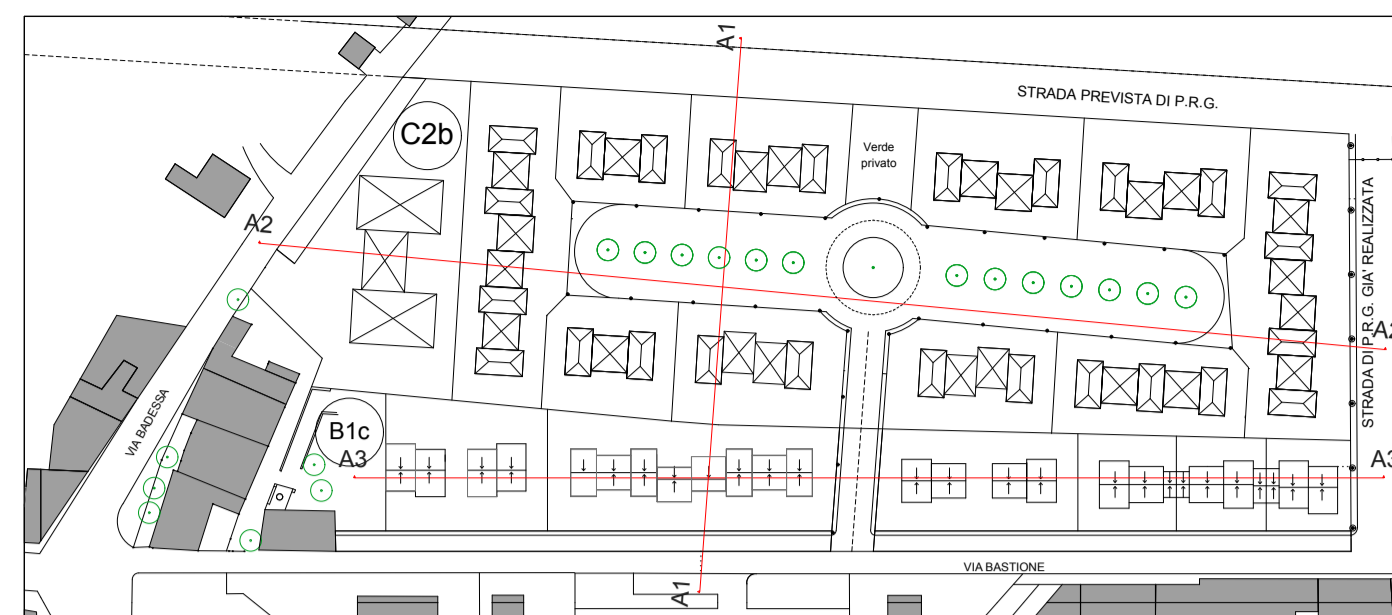 A1
STRADA PREVISTA DI P.R.G.
C2b
Verde
privato
A2
STRADA DI P.R.G. GIA' REALIZZATA
A2
VIA BADESSA
B1c
A3
A3
VIA BASTIONE
A1